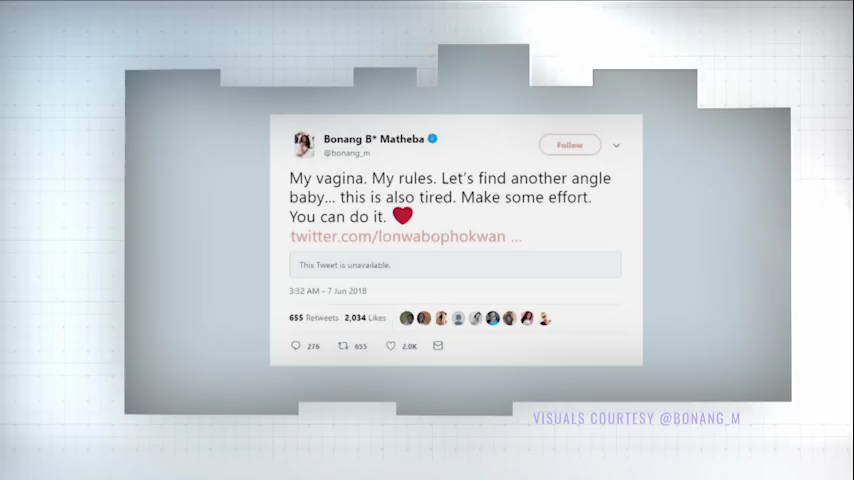 Bonang B* Matheba
@bonang_m
Follow
My vagina. My rules. Let's find another angle
baby... this is also tired. Make some effort.
You can do it. ❤
twitter.com/lonwabophokwan ...
This Tweet is unavailable.
3:32 AM - 7 Jun 2018
655 Retweets 2,034 Likes
276 655 2.0K
VISUALS COURTESY @BONANG_M